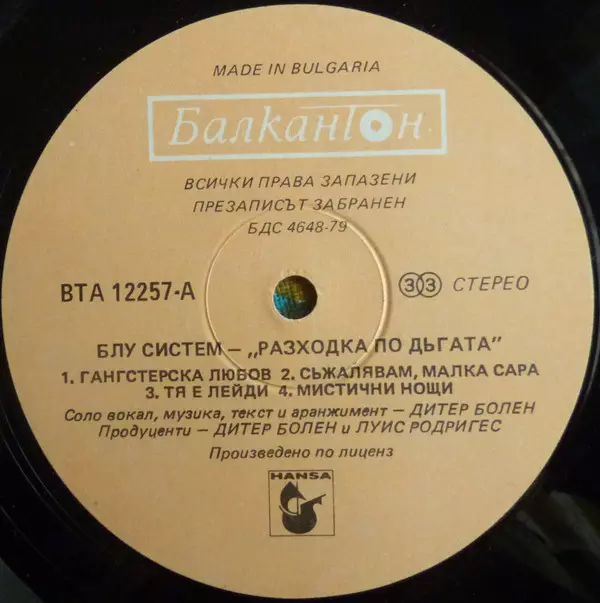 MADE IN BULGARIA
Балкантон
ВСИЧКИ ПРАВА ЗАПАЗЕНИ
ПРЕЗАПИСЪТ ЗАБРАНЕН
БДС 4648-79
ВТА 12257-А
33 СТЕРЕО
БЛУ СИСТЕМ – „РАЗХОДКА ПО ДЬГАТА"
1. ГАНГСТЕРСКА ЛЮБОВ 2. СЬЖАЛЯВАМ, МАЛКА САРА
3. ТЯ Е ЛЕЙДИ 4. МИСТИЧНИ НОЩИ
Соло вокал, музика, текст и аранжимент – ДИТЕР БОЛЕН
Продуценти – ДИТЕР БОЛЕН и ЛУИС РОДРИГЕС
Произведено по лиценз
HANSA